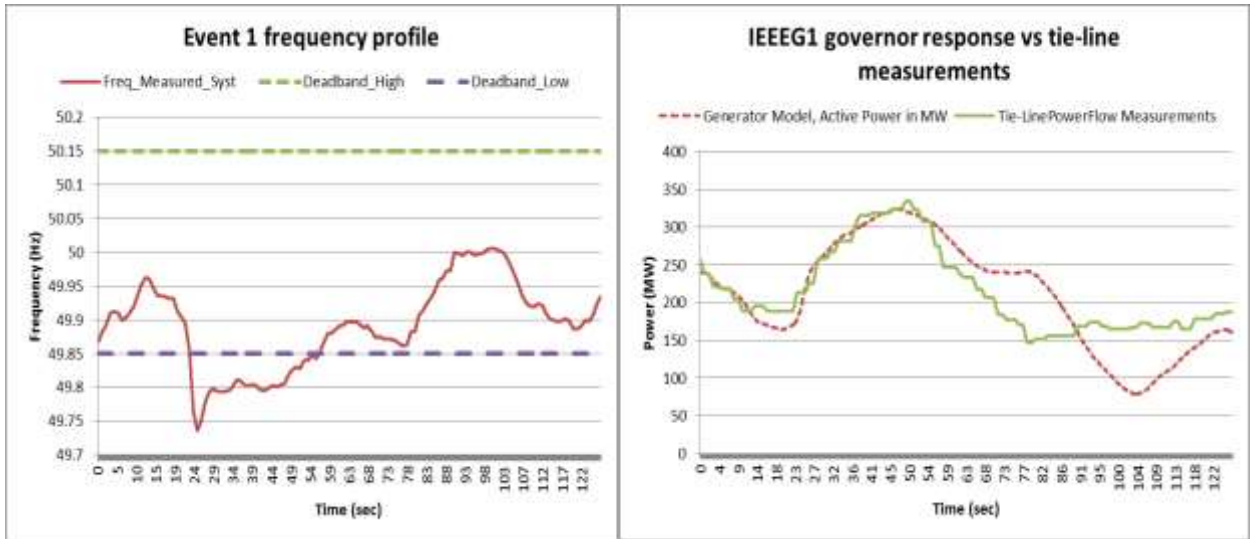 Event 1 frequency profile
Freq_Measured_Syst Deadband_High Deadband_Low
50.2
50.15
50.1
50.05
50
49.95
49.9
49.85
49.8
49.75
49.7
Frequency (Hz)
0 5 10 14 19 24 29 34 39 44 49 54 58 63 68 73 78 83 88 93 98 103 107 112 117 122
Time (sec)
IEEEG1 governor response vs tie-line
measurements
Generator Model, Active Power in MW Tie-LinePowerFlow Measurements
400
350
300
250
200
150
100
50
0
Power (MW)
0 4 9 14 18 23 27 32 36 41 45 50 54 59 63 68 73 77 82 86 91 95 100 104 109 113 118 122
Time (sec)